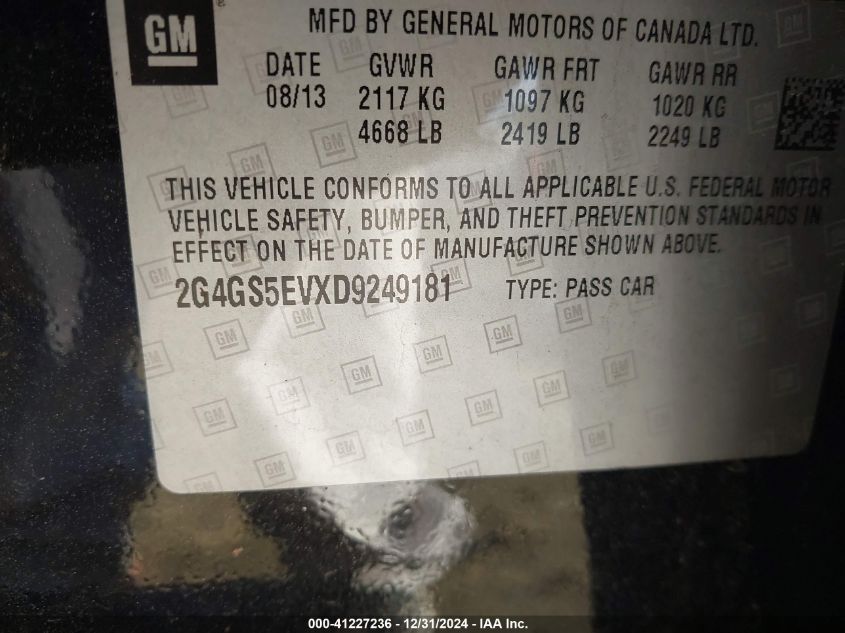 GM
MFD BY GENERAL MOTORS OF CANADA LTD.
DATE GVWR GAWR FRT GAWR RR
08/13 2117 KG 1097 KG 1020 KG
4668 LB 2419 LB 2249 LB
THIS VEHICLE CONFORMS TO ALL APPLICABLE U.S. FEDERAL MOTOR
VEHICLE SAFETY, BUMPER, AND THEFT PREVENTION STANDARDS IN
EFFECT ON THE DATE OF MANUFACTURE SHOWN ABOVE.
2G4GS5EVXD9249181 TYPE: PASS CAR
000-41227236 - 12/31/2024 - IAA Inc.